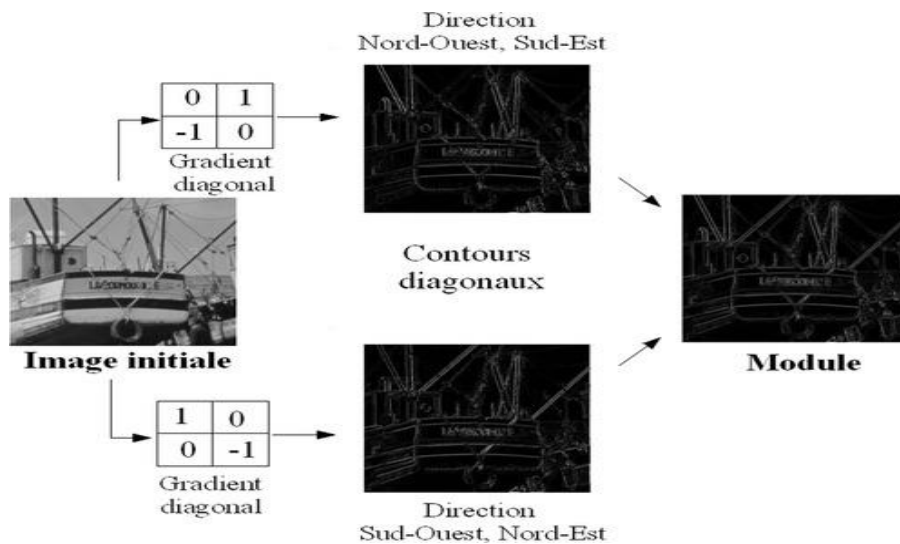 Direction
Nord-Ouest, Sud-Est
0 1
-1 0
Gradient
diagonal
Contours
diagonaux
Image initiale
Module
1 0
0 -1
Gradient
diagonal
Direction
Sud-Ouest, Nord-Est